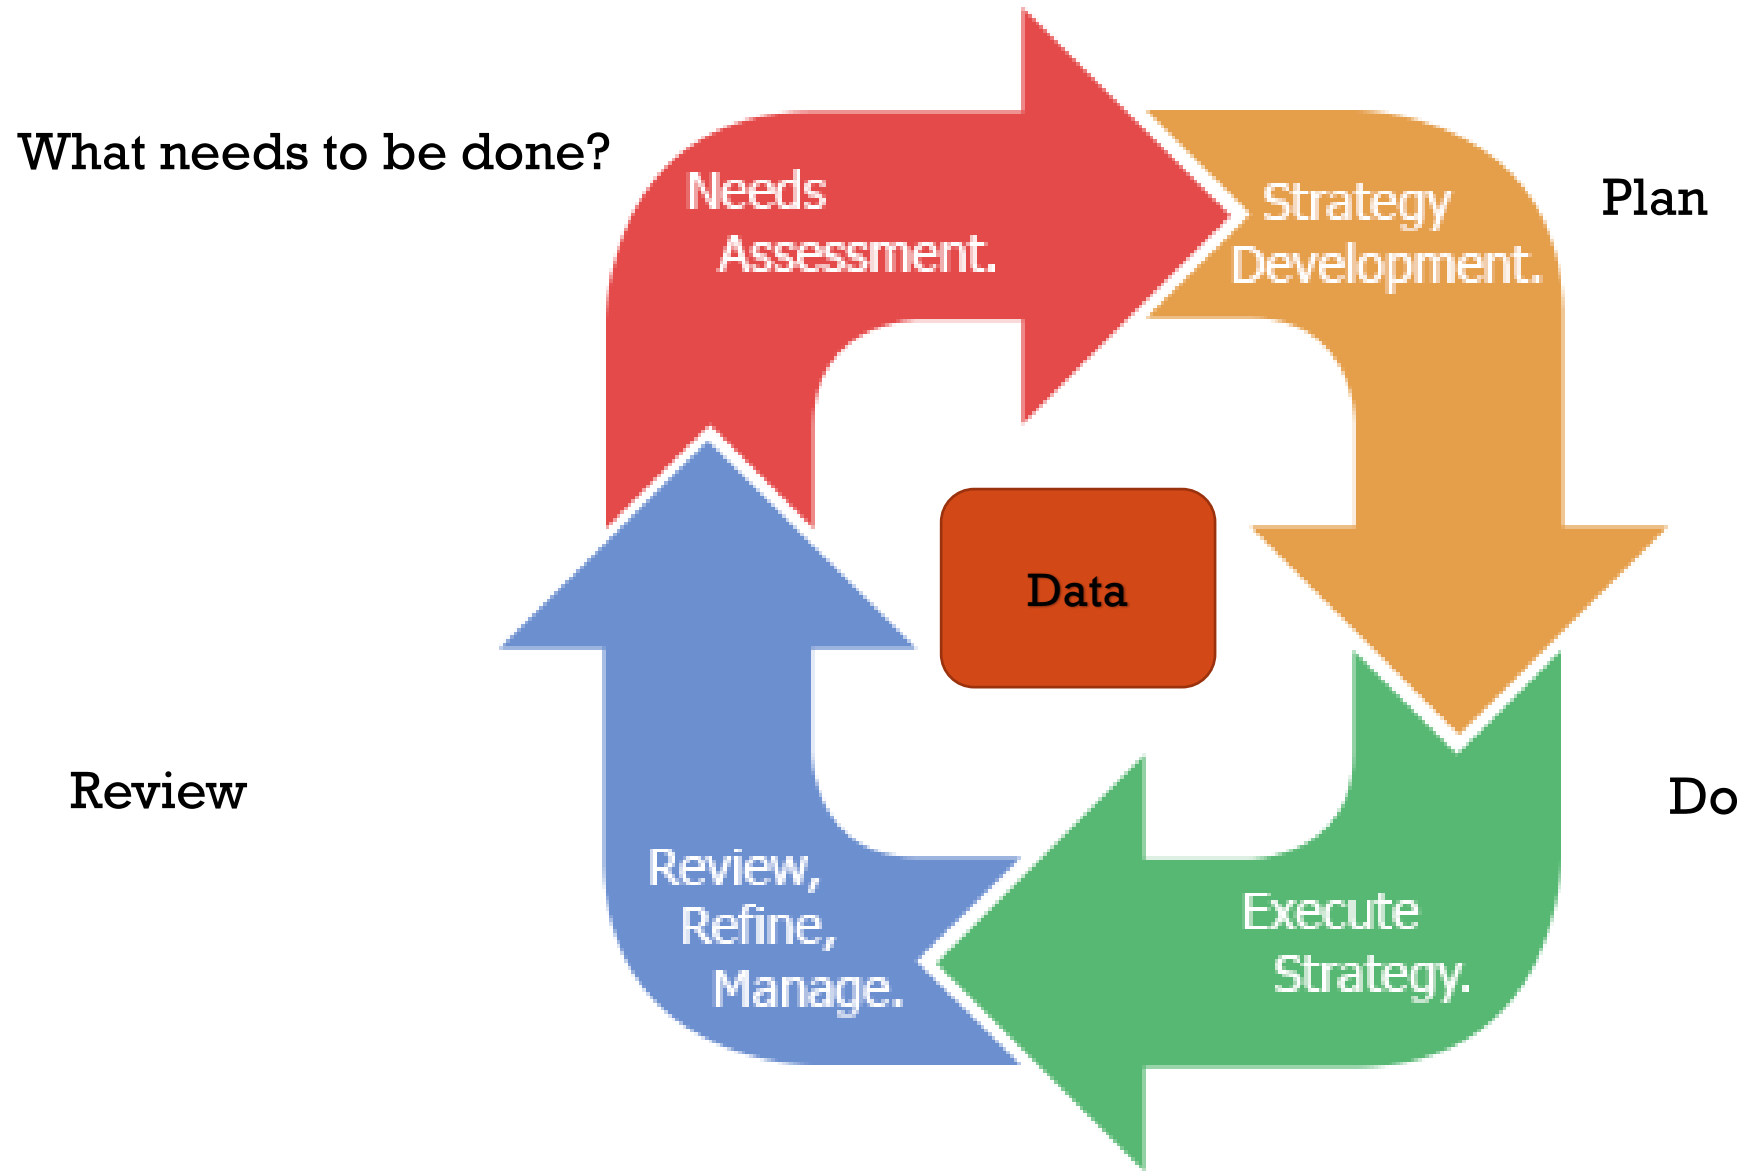 What needs to be done?
Needs
Assessment.
Strategy
Development.
Plan
Data
Review
Do
Review,
Refine,
Manage.
Execute
Strategy.